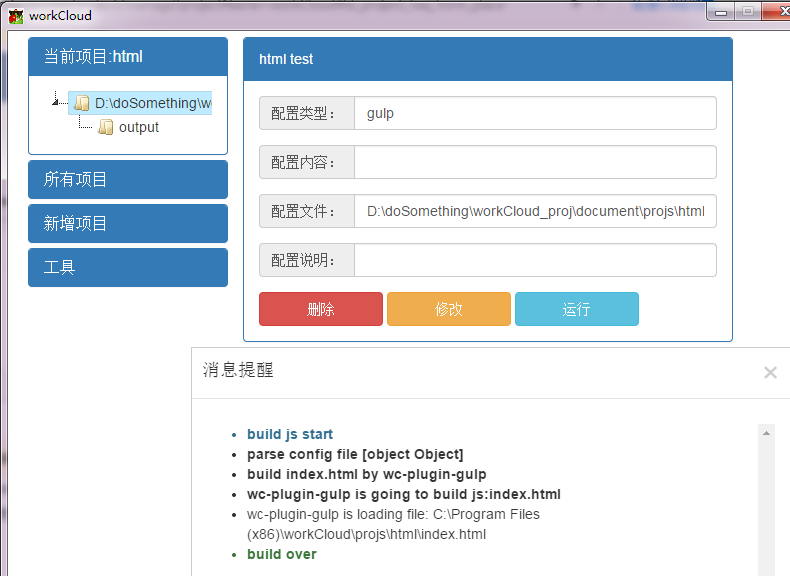 workCloud
当前项目:html
D:\doSomething\w
output
所有项目
新增项目
工具
html test
配置类型：
gulp
配置内容：
配置文件：
D:\doSomething\workCloud_proj\document\projs\html
配置说明：
删除
修改
运行
消息提醒
×
build js start
parse config file [object Object]
build index.html by wc-plugin-gulp
wc-plugin-gulp is going to build js:index.html
wc-plugin-gulp is loading file: C:\Program Files
(x86)\workCloud\projs\html\index.html
build over